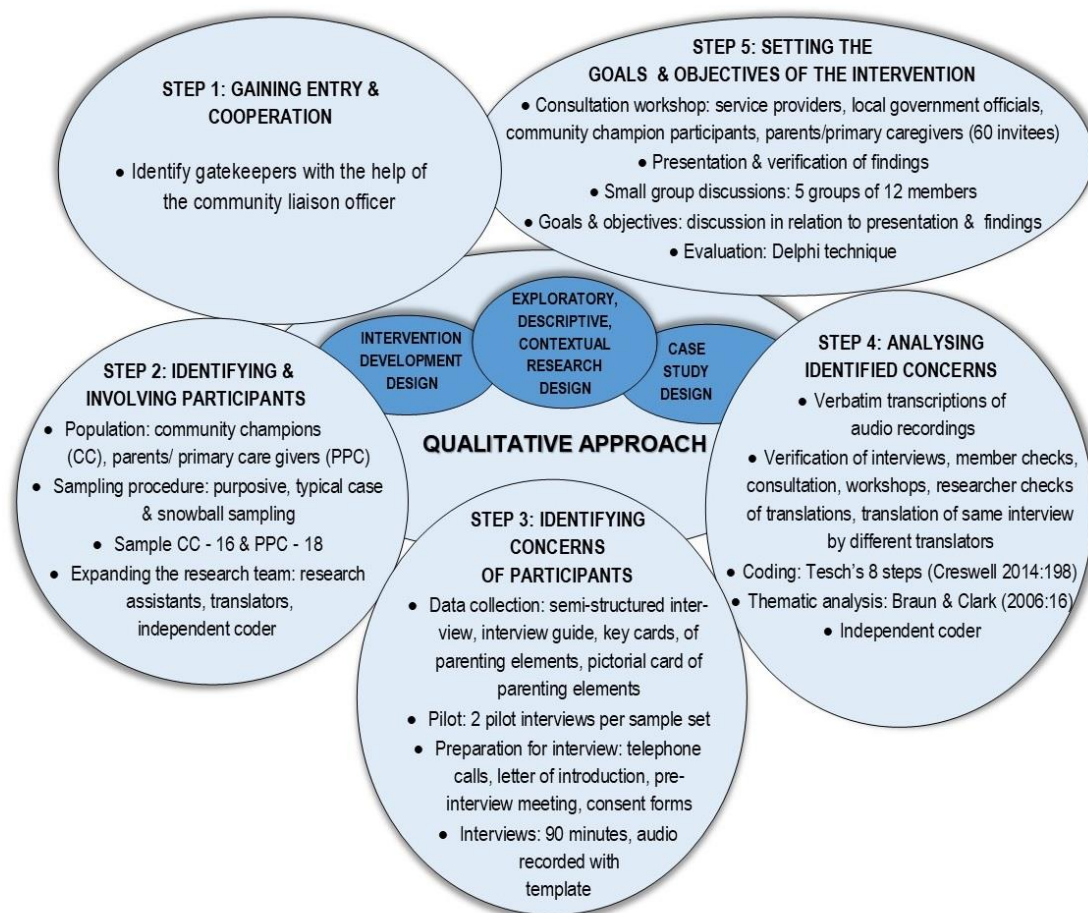 STEP 1: GAINING ENTRY &
COOPERATION
• Identify gatekeepers with the help of
the community liaison officer
STEP 5: SETTING THE
GOALS & OBJECTIVES OF THE INTERVENTION
• Consultation workshop: service providers, local government officials,
community champion participants, parents/primary caregivers (60 invitees)
• Presentation & verification of findings
• Small group discussions: 5 groups of 12 members
• Goals & objectives: discussion in relation to presentation & findings
• Evaluation: Delphi technique
INTERVENTION
DEVELOPMENT
DESIGN
EXPLORATORY,
DESCRIPTIVE,
CONTEXTUAL
RESEARCH
DESIGN
CASE
STUDY
DESIGN
QUALITATIVE APPROACH
STEP 2: IDENTIFYING &
INVOLVING PARTICIPANTS
• Population: community champions
(CC), parents/ primary care givers (PPC)
• Sampling procedure: purposive, typical case
& snowball sampling
• Sample CC - 16 & PPC - 18
• Expanding the research team: research
assistants, translators,
independent coder
STEP 3: IDENTIFYING
CONCERNS
OF PARTICIPANTS
• Data collection: semi-structured inter-
view, interview guide, key cards, of
parenting elements, pictorial card of
parenting elements
• Pilot: 2 pilot interviews per sample set
• Preparation for interview: telephone
calls, letter of introduction, pre-
interview meeting, consent forms
• Interviews: 90 minutes, audio
recorded with
template
STEP 4: ANALYSING
IDENTIFIED CONCERNS
• Verbatim transcriptions of
audio recordings
• Verification of interviews, member checks,
consultation, workshops, researcher checks
of translations, translation of same interview
by different translators
• Coding: Tesch's 8 steps (Creswell 2014:198)
• Thematic analysis: Braun & Clark (2006:16)
• Independent coder